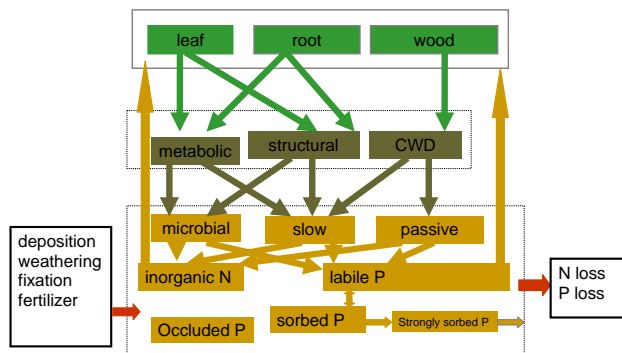 leaf root wood
metabolic structural CWD
microbial slow passive
deposition
weathering
fixation
fertilizer
inorganic N labile P
N loss
P loss
Occluded P sorbed P Strongly sorbed P